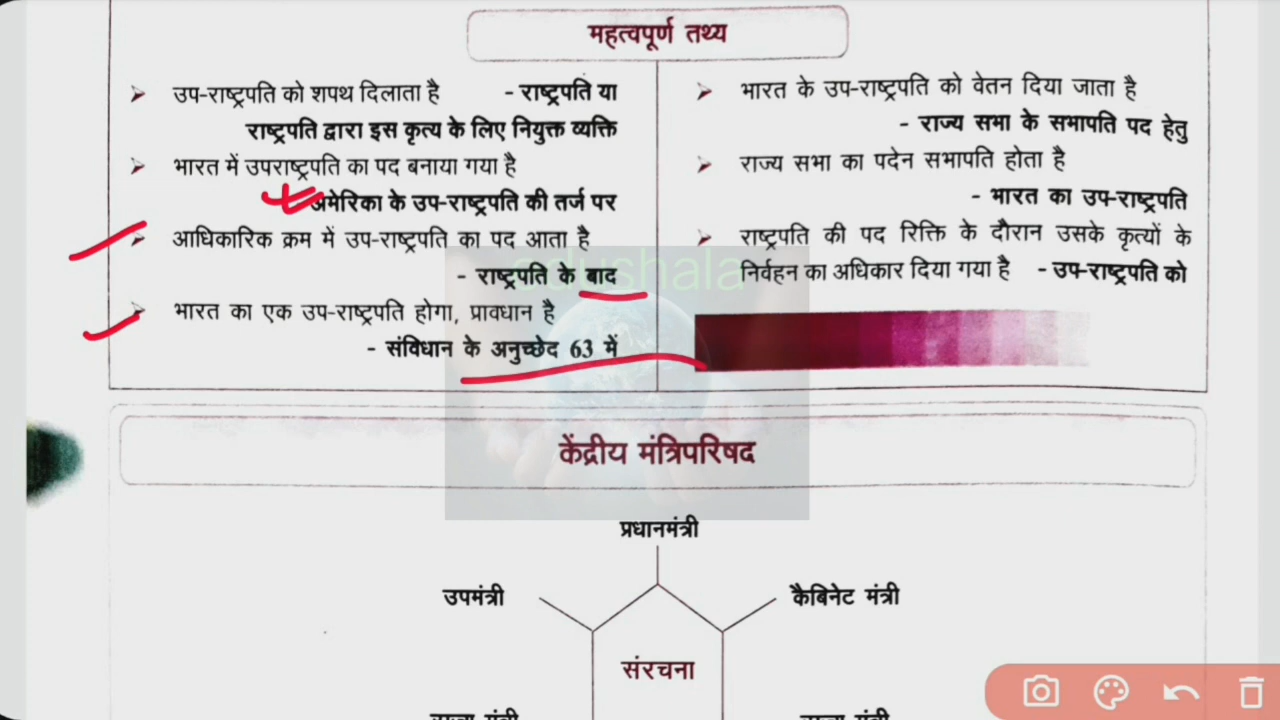 महत्वपूर्ण तथ्य
उप-राष्ट्रपति को शपथ दिलाता है - राष्ट्रपति या
राष्ट्रपति द्वारा इस कृत्य के लिए नियुक्त व्यक्ति
भारत में उपराष्ट्रपति का पद बनाया गया है
अमेरिका के उप-राष्ट्रपति की तर्ज पर
आधिकारिक क्रम में उप-राष्ट्रपति का पद आता है
- राष्ट्रपति के बाद
भारत का एक उप-राष्ट्रपति होगा, प्रावधान है
- संविधान के अनुच्छेद 63 में
भारत के उप-राष्ट्रपति को वेतन दिया जाता है
- राज्य सभा के सभापति पद हेतु
राज्य सभा का पदेन सभापति होता है
- भारत का उप-राष्ट्रपति
राष्ट्रपति की पद रिक्ति के दौरान उसके कृत्यों के
निर्वहन का अधिकार दिया गया है - उप-राष्ट्रपति को
edushala
केंद्रीय मंत्रिपरिषद
प्रधानमंत्री
उपमंत्री
कैबिनेट मंत्री
संरचना